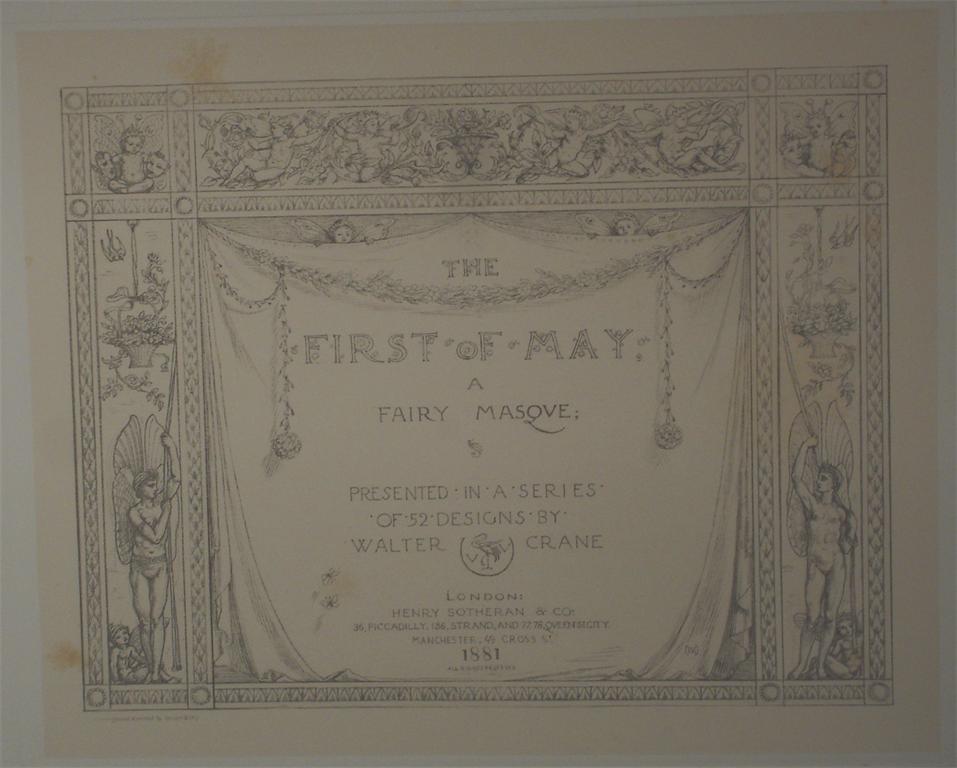 THE
FIRST · OF · MAY:
A
FAIRY MASQVE;
PRESENTED · IN · A · SERIES ·
· OF · 52 · DESIGNS · BY ·
WALTER CRANE
LONDON:
HENRY SOTHERAN & CO:
36, PICCADILLY, 136, STRAND, AND 77, 78, QUEEN ST. CITY.
MANCHESTER, 49 CROSS ST.
1881